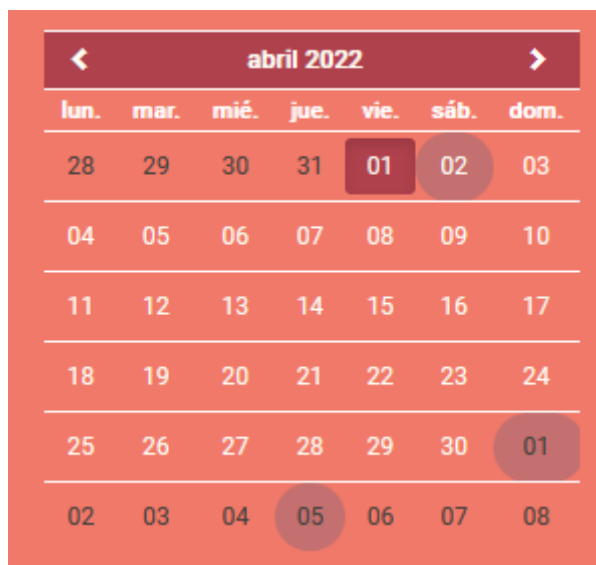 abril 2022
lun. mar. mié. jue. vie. sáb. dom.
28 29 30 31 01 02 03
04 05 06 07 08 09 10
11 12 13 14 15 16 17
18 19 20 21 22 23 24
25 26 27 28 29 30 01
02 03 04 05 06 07 08